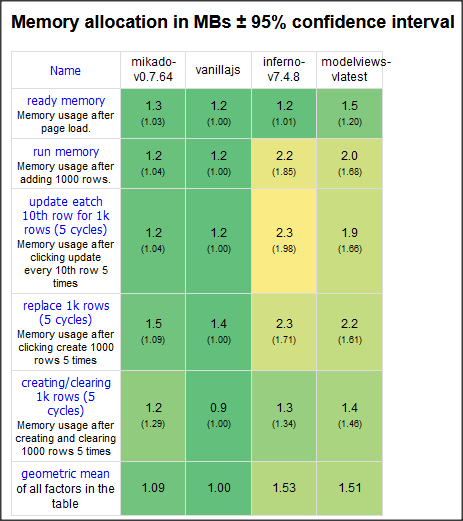 Memory allocation in MBs ± 95% confidence interval
Name
mikado-
v0.7.64
vanillajs
inferno-
v7.4.8
modelviews-
vlatest
ready memory
Memory usage after
page load.
1.3
(1.03)
1.2
(1.00)
1.2
(1.01)
1.5
(1.20)
run memory
Memory usage after
adding 1000 rows.
1.2
(1.04)
1.2
(1.00)
2.2
(1.85)
2.0
(1.68)
update eatch
10th row for 1k
rows (5 cycles)
Memory usage after
clicking update
every 10th row 5
times
1.2
(1.04)
1.2
(1.00)
2.3
(1.98)
1.9
(1.66)
replace 1k rows
(5 cycles)
Memory usage after
clicking create 1000
rows 5 times
1.5
(1.09)
1.4
(1.00)
2.3
(1.71)
2.2
(1.61)
creating/clearing
1k rows (5
cycles)
Memory usage after
creating and clearing
1000 rows 5 times
1.2
(1.29)
0.9
(1.00)
1.3
(1.34)
1.4
(1.46)
geometric mean
of all factors in the
table
1.09
1.00
1.53
1.51